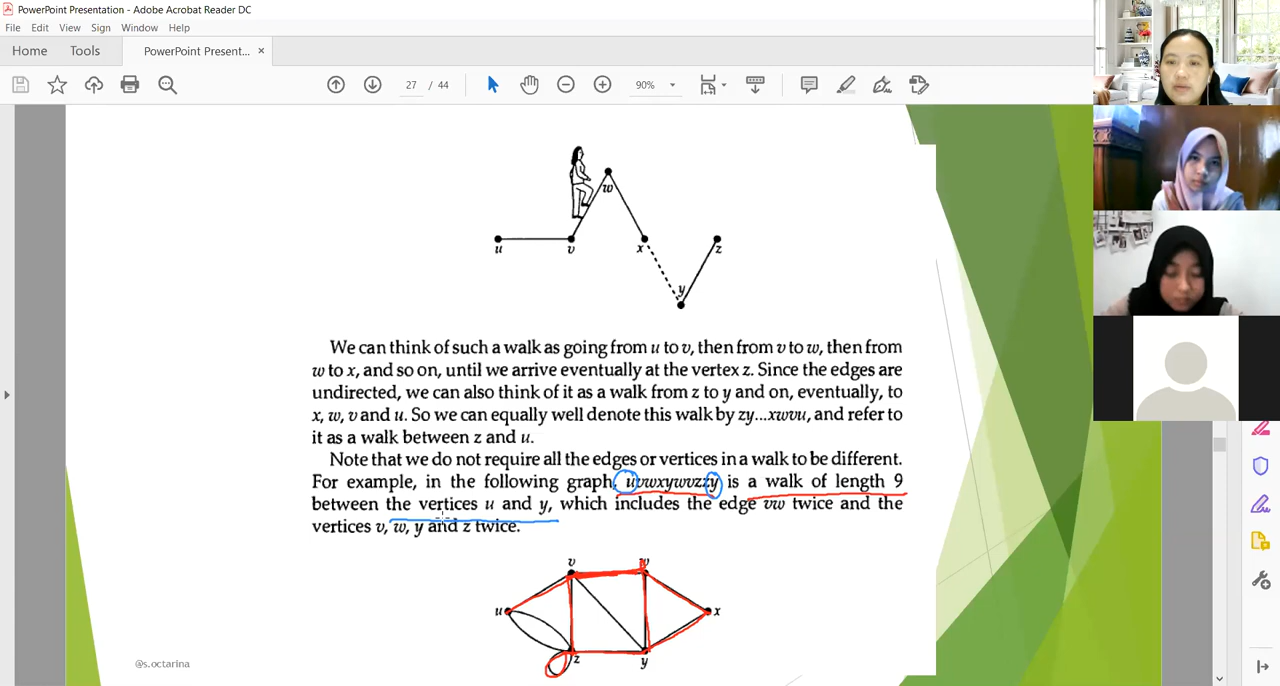 PowerPoint Presentation - Adobe Acrobat Reader DC
File Edit View Sign Window Help
Home Tools PowerPoint Present... ×
27 / 44 90%
w
u v x z
y
We can think of such a walk as going from u to v, then from v to w, then from
w to x, and so on, until we arrive eventually at the vertex z. Since the edges are
undirected, we can also think of it as a walk from z to y and on, eventually, to
x, w, v and u. So we can equally well denote this walk by zy...xwvu, and refer to
it as a walk between z and u.
Note that we do not require all the edges or vertices in a walk to be different.
For example, in the following graph, uvwxywvzzy is a walk of length 9
between the vertices u and y, which includes the edge vw twice and the
vertices v, w, y and z twice.
v w
u x
z y
@s.octarina